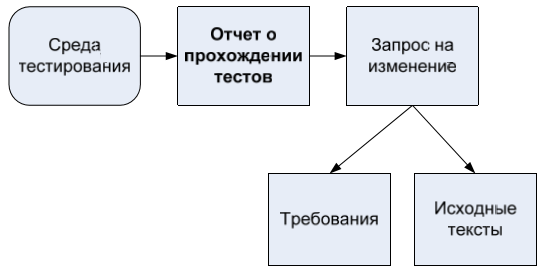 Среда
тестирования
Отчет о
прохождении
тестов
Запрос на
изменение
Требования
Исходные
тексты